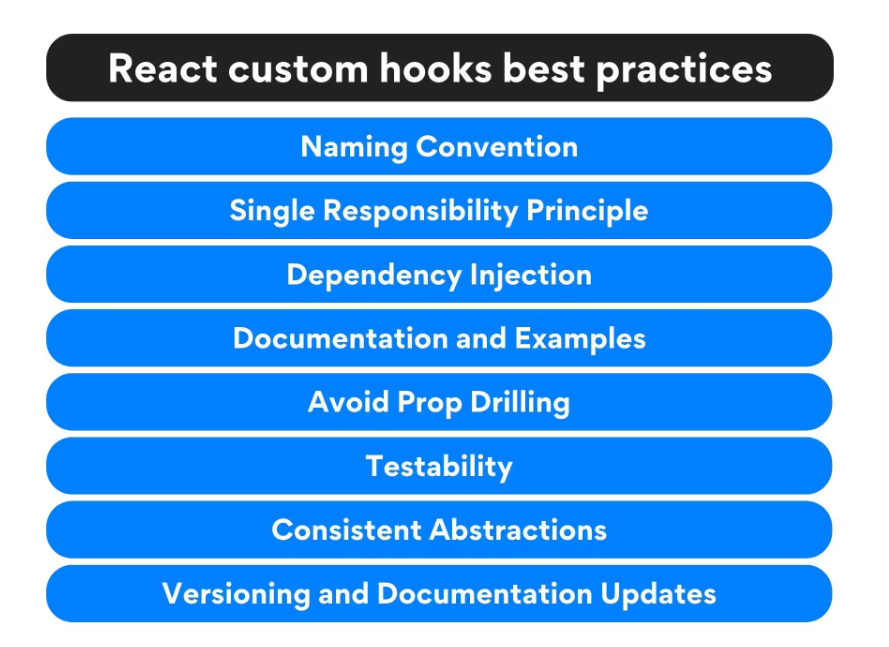 React custom hooks best practices
Naming Convention
Single Responsibility Principle
Dependency Injection
Documentation and Examples
Avoid Prop Drilling
Testability
Consistent Abstractions
Versioning and Documentation Updates